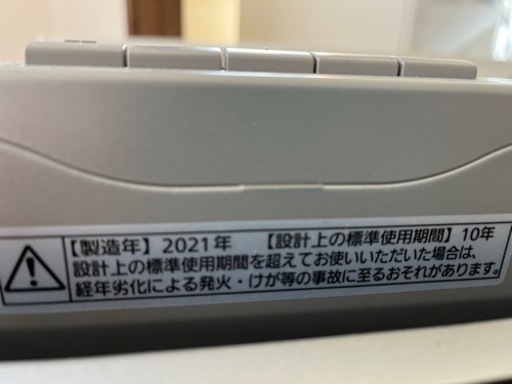 【製造年】2021年 【設計上の標準使用期間】10年
設計上の標準使用期間を超えてお使いいただいた場合は、
経年劣化による発火・けが等の事故に至るおそれがあります。